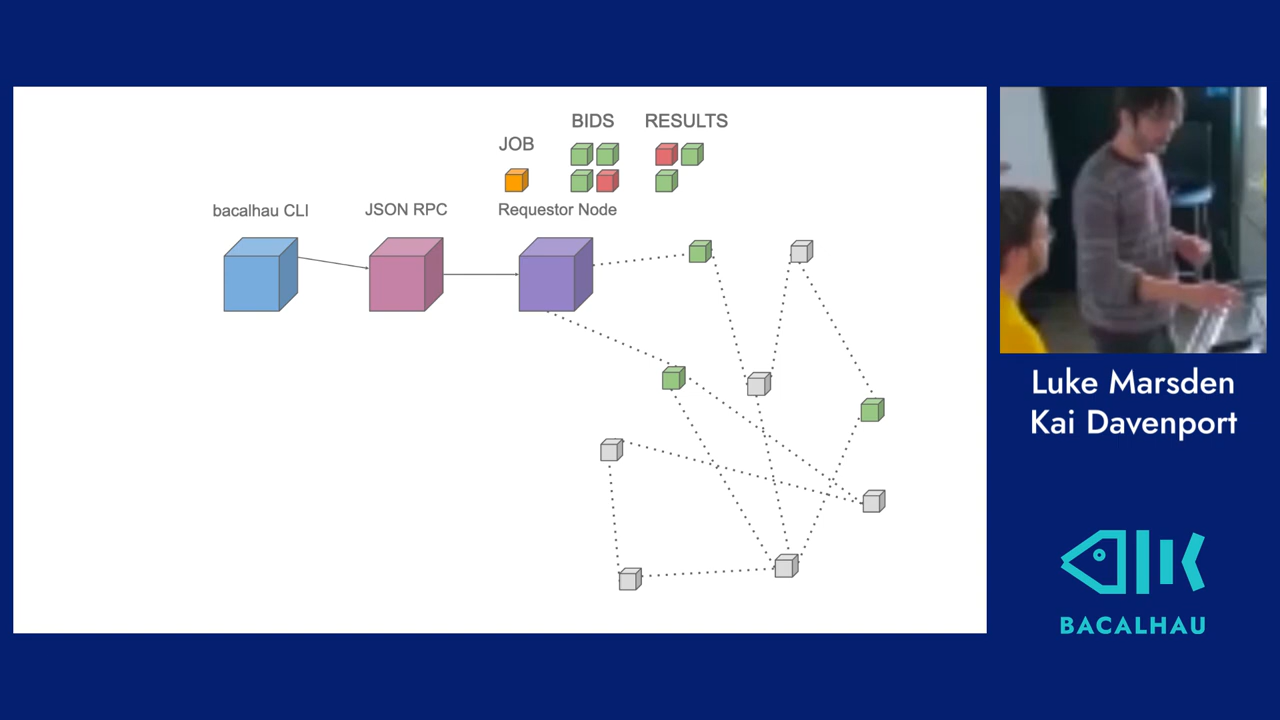 JOB
BIDS
RESULTS
bacalhau CLI
JSON RPC
Requestor Node
Luke Marsden
Kai Davenport
BACALHAU